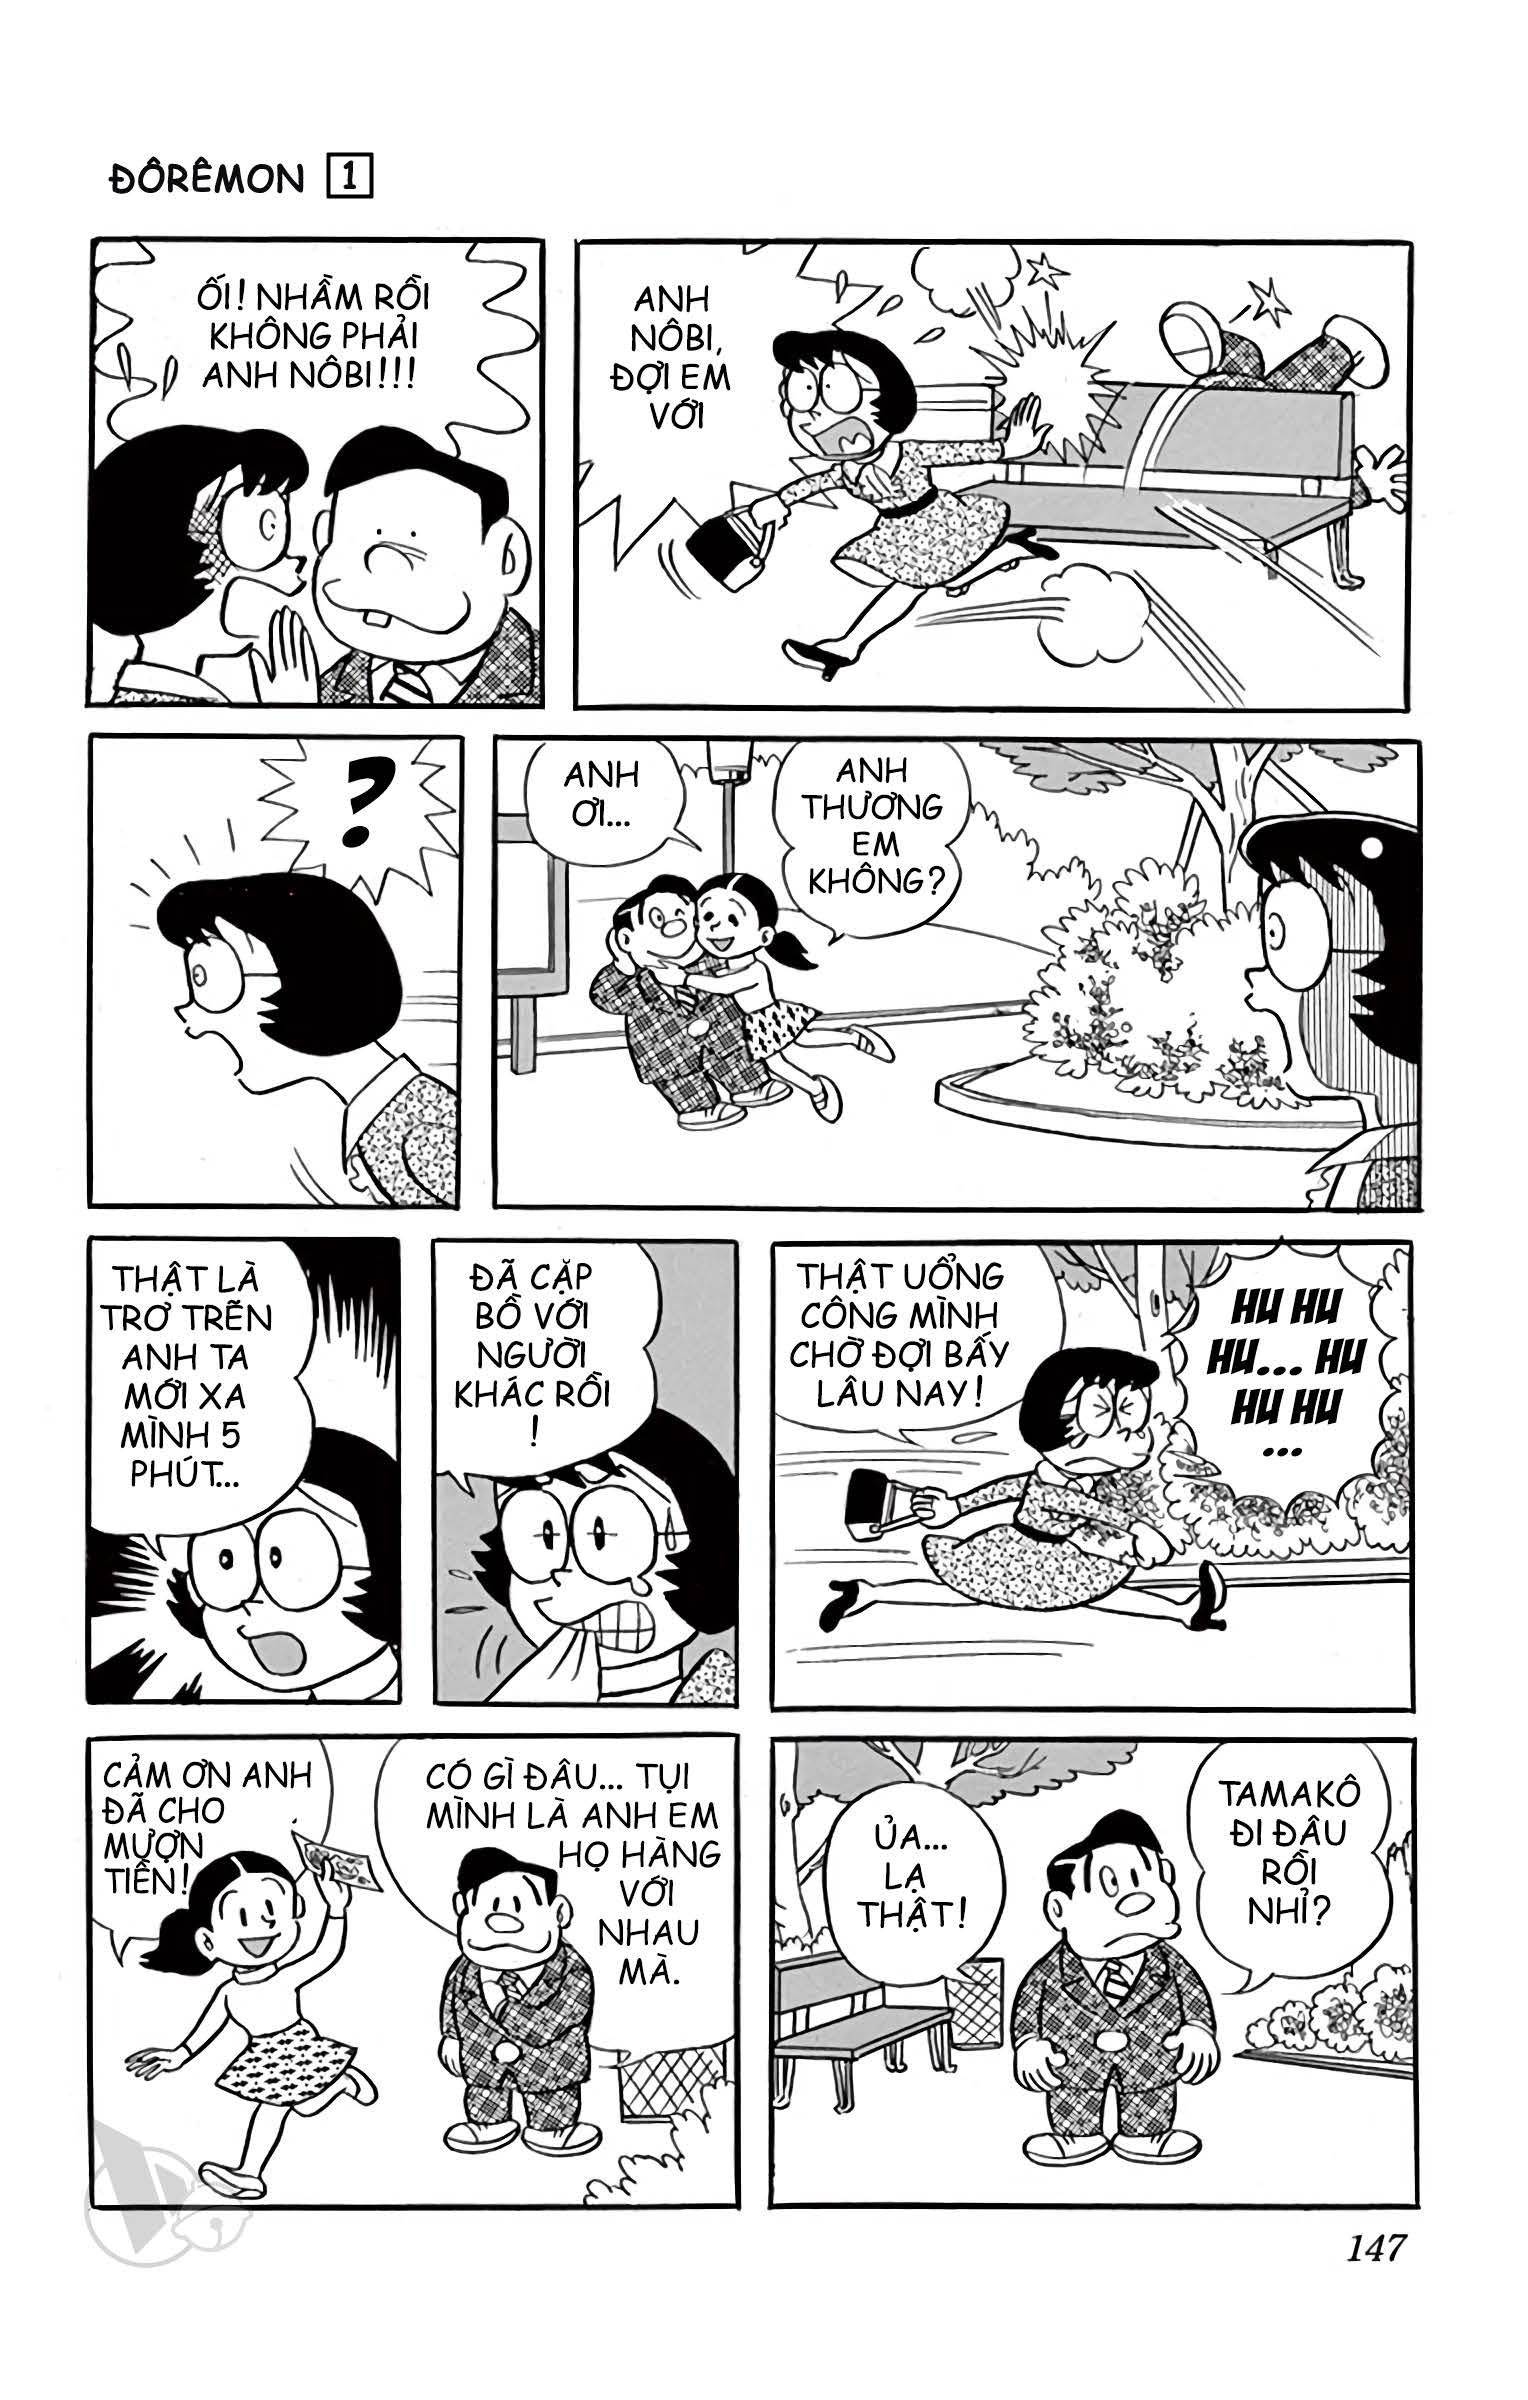 ĐÔRÊMON 1
ỐI! NHẦM RỒI
KHÔNG PHẢI
ANH NÔBI!!!
ANH
NÔBI,
ĐỢI EM
VỚI
?
ANH
ƠI...
ANH
THƯƠNG
EM
KHÔNG?
THẬT LÀ
TRƠ TRẼN
ANH TA
MỚI XA
MÌNH 5
PHÚT...
ĐÃ CẶP
BỒ VỚI
NGƯỜI
KHÁC RỒI
!
THẬT UỔNG
CÔNG MÌNH
CHỜ ĐỢI BẤY
LÂU NAY!
HU HU
HU... HU
HU HU
...
CẢM ƠN ANH
ĐÃ CHO
MƯỢN
TIỀN!
CÓ GÌ ĐÂU... TỤI
MÌNH LÀ ANH EM
HỌ HÀNG
VỚI
NHAU
MÀ.
ỦA...
LẠ
THẬT!
TAMAKÔ
ĐI ĐÂU
RỒI
NHỈ?
147